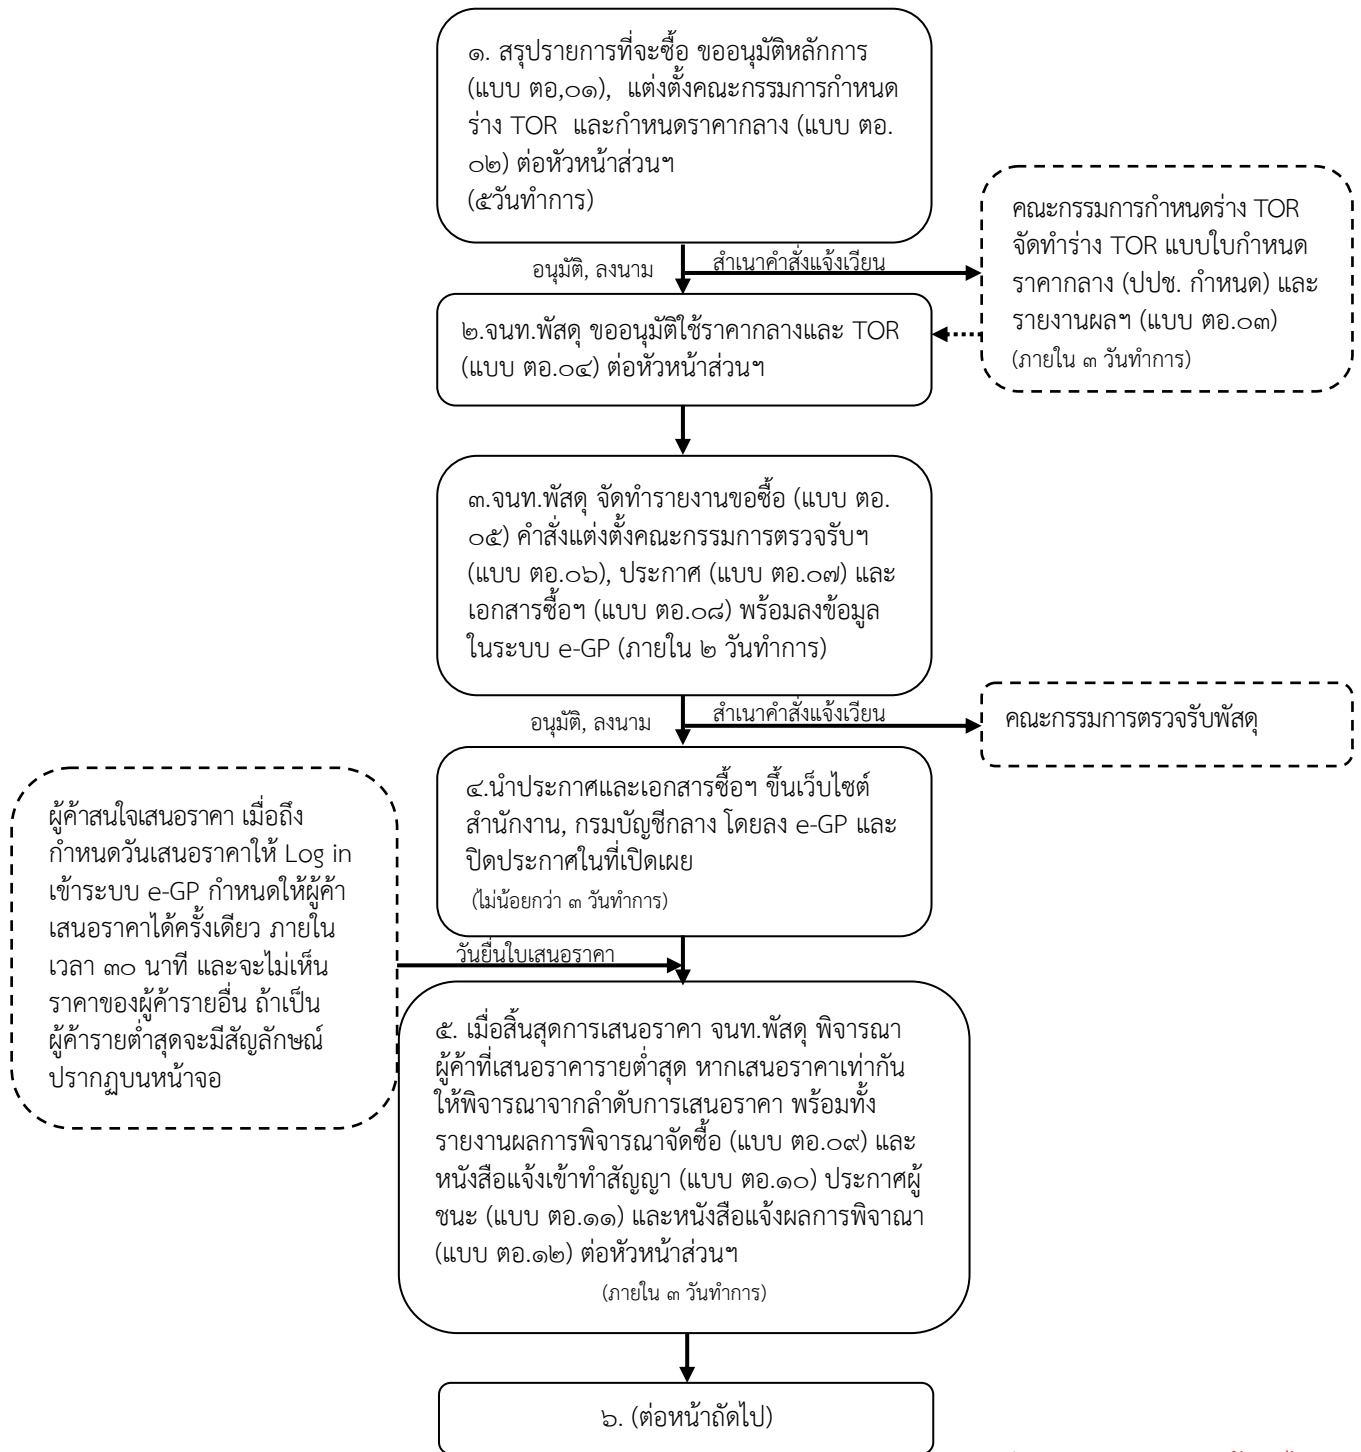 ๑. สรุปรายการที่จะซื้อ ขออนุมัติหลักการ
(แบบ ตอ,๐๑),  แต่งตั้งคณะกรรมการกำหนด
ร่าง TOR  และกำหนดราคากลาง (แบบ ตอ.
๐๒) ต่อหัวหน้าส่วนฯ
(๕วันทำการ)
อนุมัติ, ลงนาม
สำเนาคำสั่งแจ้งเวียน
คณะกรรมการกำหนดร่าง TOR
จัดทำร่าง TOR แบบใบกำหนด
ราคากลาง (ปปช. กำหนด) และ
รายงานผลฯ (แบบ ตอ.๐๓)
(ภายใน ๓ วันทำการ)
๒.จนท.พัสดุ ขออนุมัติใช้ราคากลางและ TOR
(แบบ ตอ.๐๔) ต่อหัวหน้าส่วนฯ
๓.จนท.พัสดุ จัดทำรายงานขอซื้อ (แบบ ตอ.
๐๕) คำสั่งแต่งตั้งคณะกรรมการตรวจรับฯ
(แบบ ตอ.๐๖), ประกาศ (แบบ ตอ.๐๗) และ
เอกสารซื้อฯ (แบบ ตอ.๐๘) พร้อมลงข้อมูล
ในระบบ e-GP (ภายใน ๒ วันทำการ)
อนุมัติ, ลงนาม
สำเนาคำสั่งแจ้งเวียน
คณะกรรมการตรวจรับพัสดุ
๔.นำประกาศและเอกสารซื้อฯ ขึ้นเว็บไซต์
สำนักงาน, กรมบัญชีกลาง โดยลง e-GP และ
ปิดประกาศในที่เปิดเผย
(ไม่น้อยกว่า ๓ วันทำการ)
ผู้ค้าสนใจเสนอราคา เมื่อถึง
กำหนดวันเสนอราคาให้ Log in
เข้าระบบ e-GP กำหนดให้ผู้ค้า
เสนอราคาได้ครั้งเดียว ภายใน
เวลา ๓๐ นาที และจะไม่เห็น
ราคาของผู้ค้ารายอื่น ถ้าเป็น
ผู้ค้ารายต่ำสุดจะมีสัญลักษณ์
ปรากฏบนหน้าจอ
วันยื่นใบเสนอราคา
๕. เมื่อสิ้นสุดการเสนอราคา จนท.พัสดุ พิจารณา
ผู้ค้าที่เสนอราคารายต่ำสุด หากเสนอราคาเท่ากัน
ให้พิจารณาจากลำดับการเสนอราคา พร้อมทั้ง
รายงานผลการพิจารณาจัดซื้อ (แบบ ตอ.๐๙) และ
หนังสือแจ้งเข้าทำสัญญา (แบบ ตอ.๑๐) ประกาศผู้
ชนะ (แบบ ตอ.๑๑) และหนังสือแจ้งผลการพิจาณา
(แบบ ตอ.๑๒) ต่อหัวหน้าส่วนฯ
(ภายใน ๓ วันทำการ)
๖. (ต่อหน้าถัดไป)